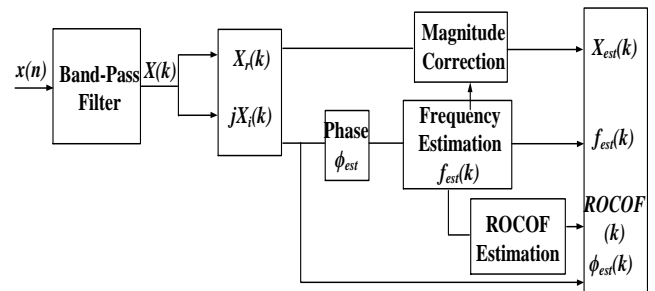 x(n)
Band-Pass
Filter
X(k)
X_r(k)
jX_i(k)
Magnitude
Correction
Phase
ϕ_est
Frequency
Estimation
f_est(k)
ROCOF
Estimation
X_est(k)
f_est(k)
ROCOF
(k)
ϕ_est(k)